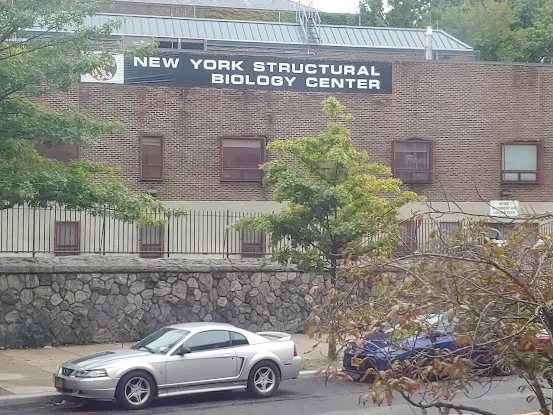 NEW YORK STRUCTURAL
BIOLOGY CENTER